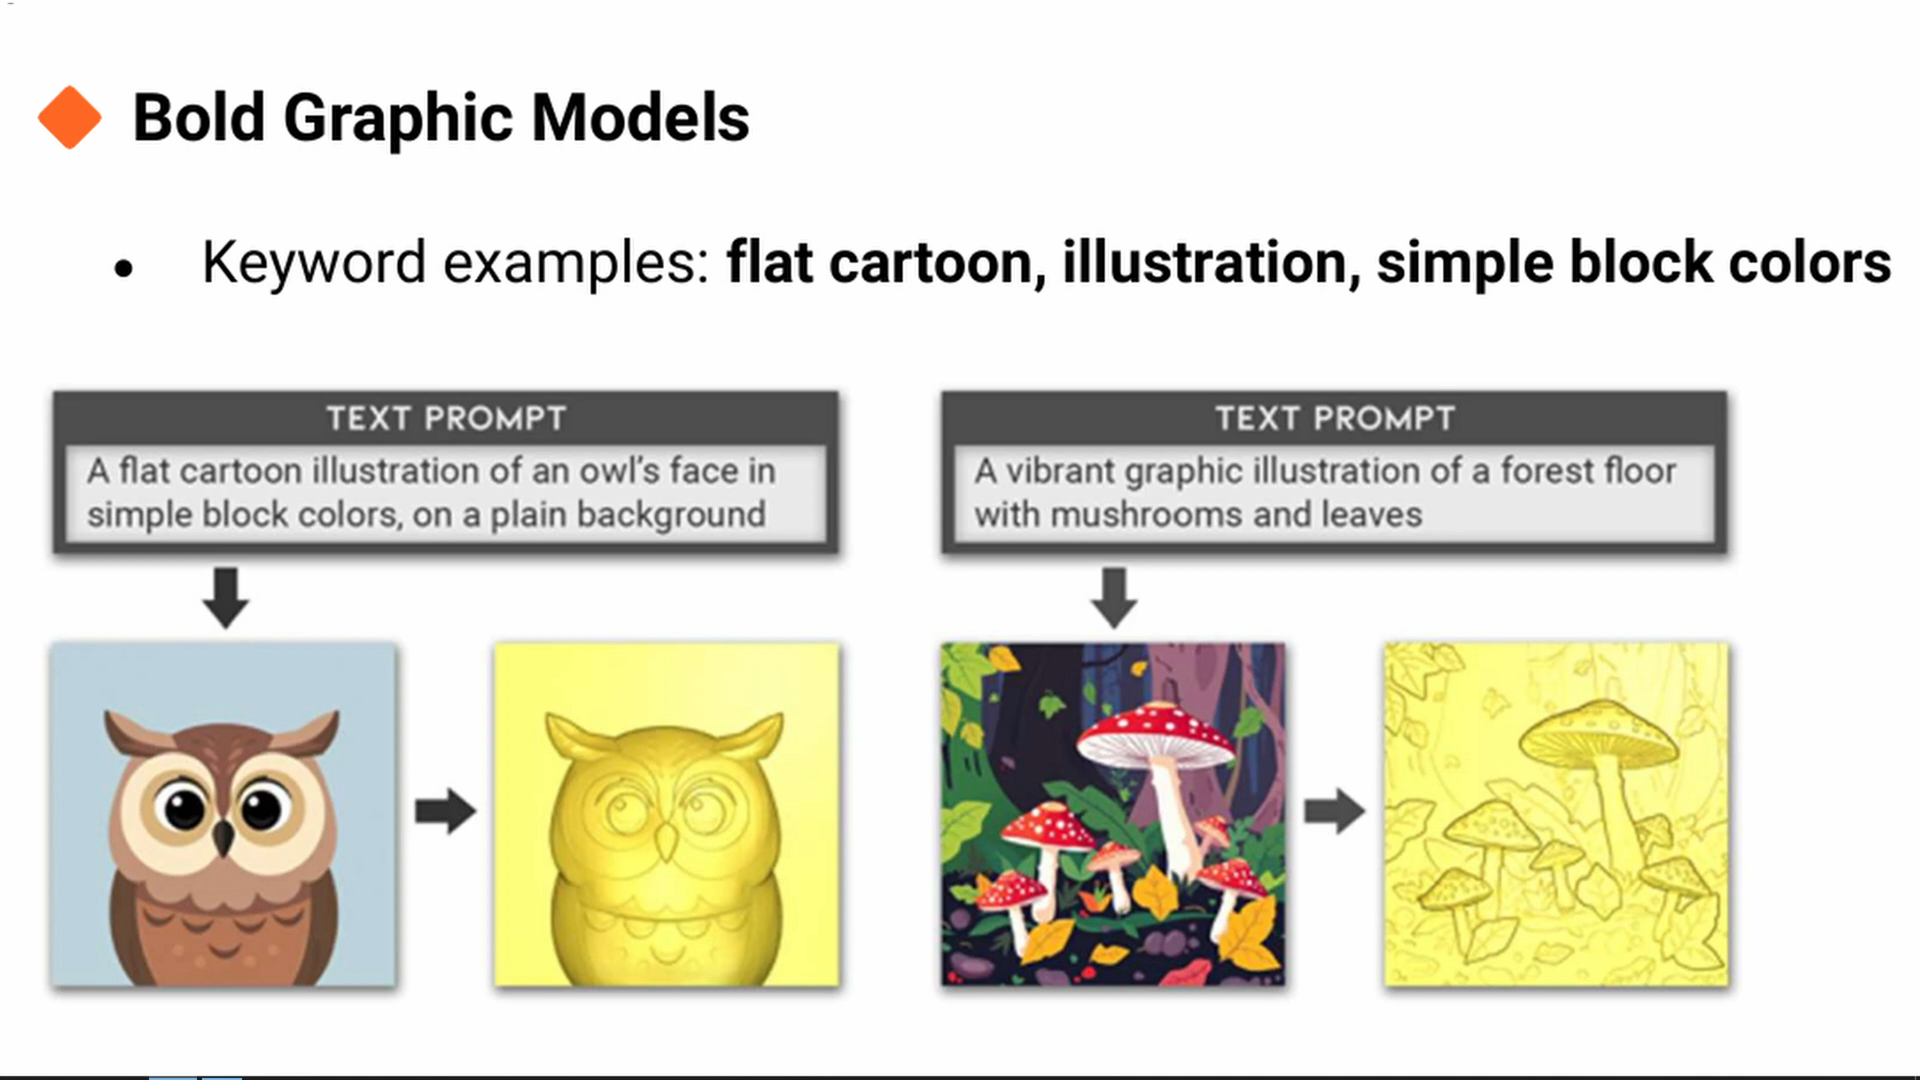 Bold Graphic Models
• Keyword examples: flat cartoon, illustration, simple block colors
TEXT PROMPT
A flat cartoon illustration of an owl’s face in
simple block colors, on a plain background
TEXT PROMPT
A vibrant graphic illustration of a forest floor
with mushrooms and leaves